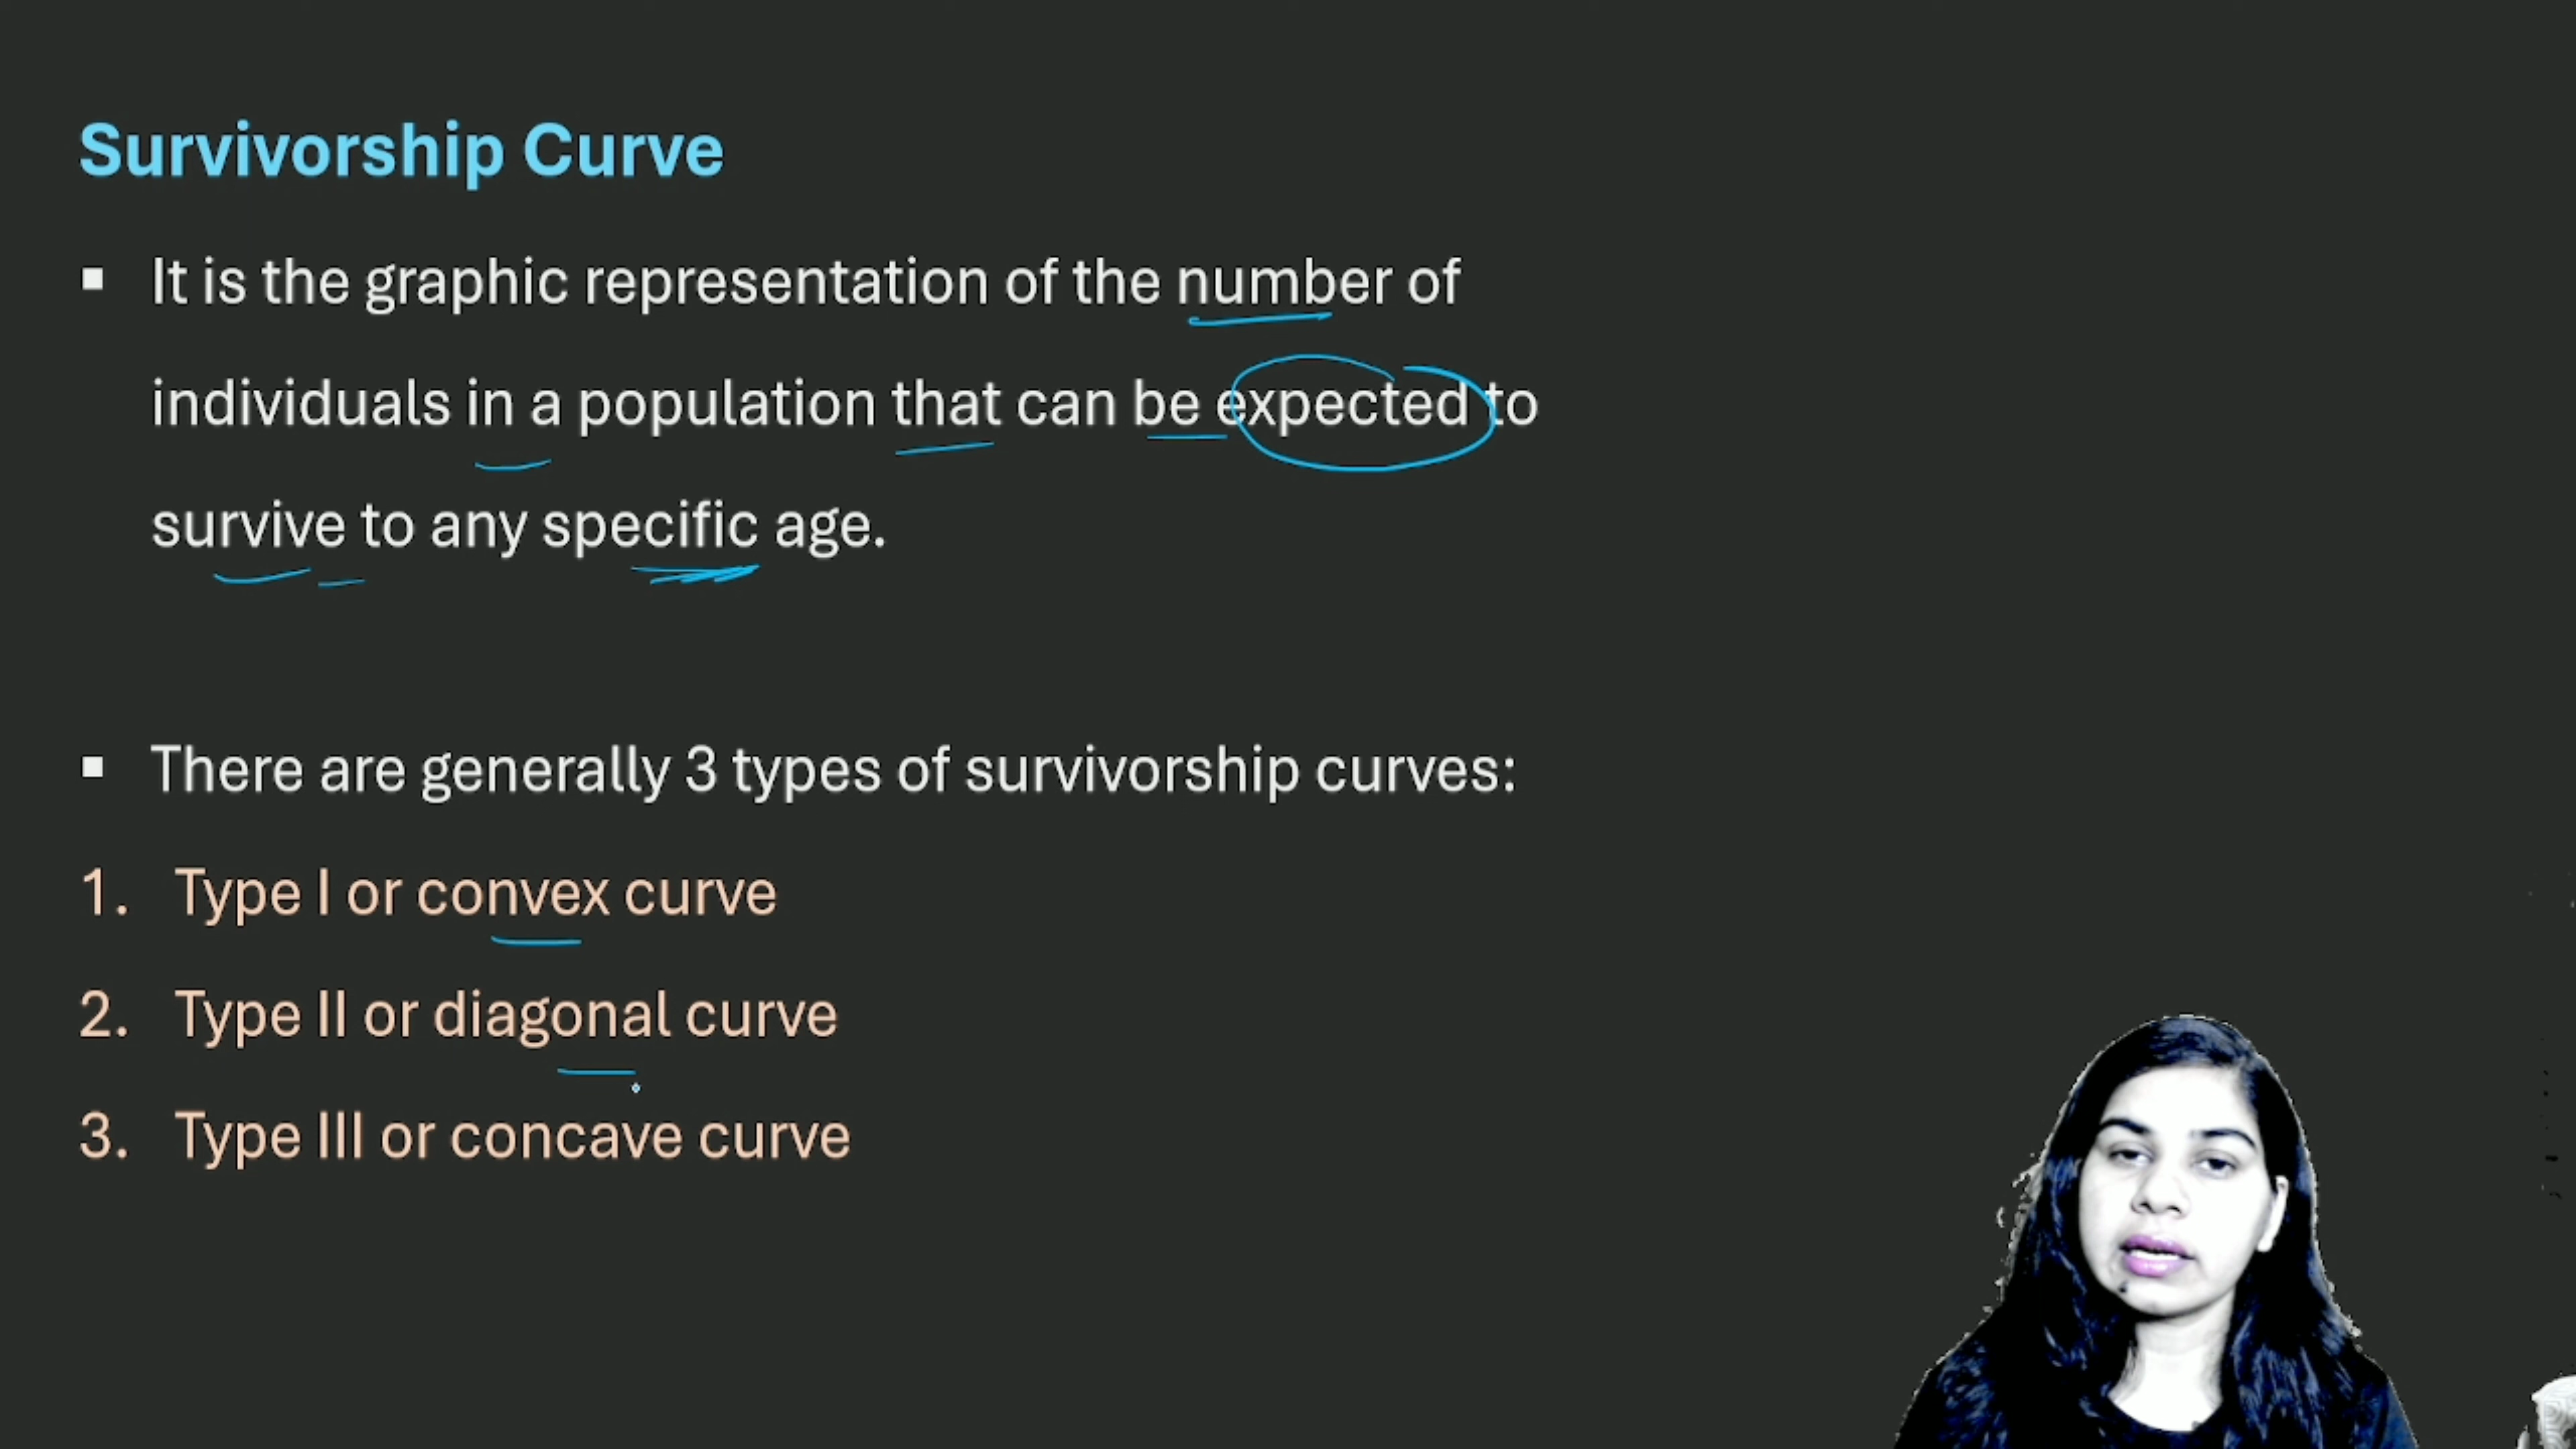 Survivorship Curve
▪ It is the graphic representation of the number of
individuals in a population that can be expected to
survive to any specific age.
▪ There are generally 3 types of survivorship curves:
1. Type I or convex curve
2. Type II or diagonal curve
3. Type III or concave curve